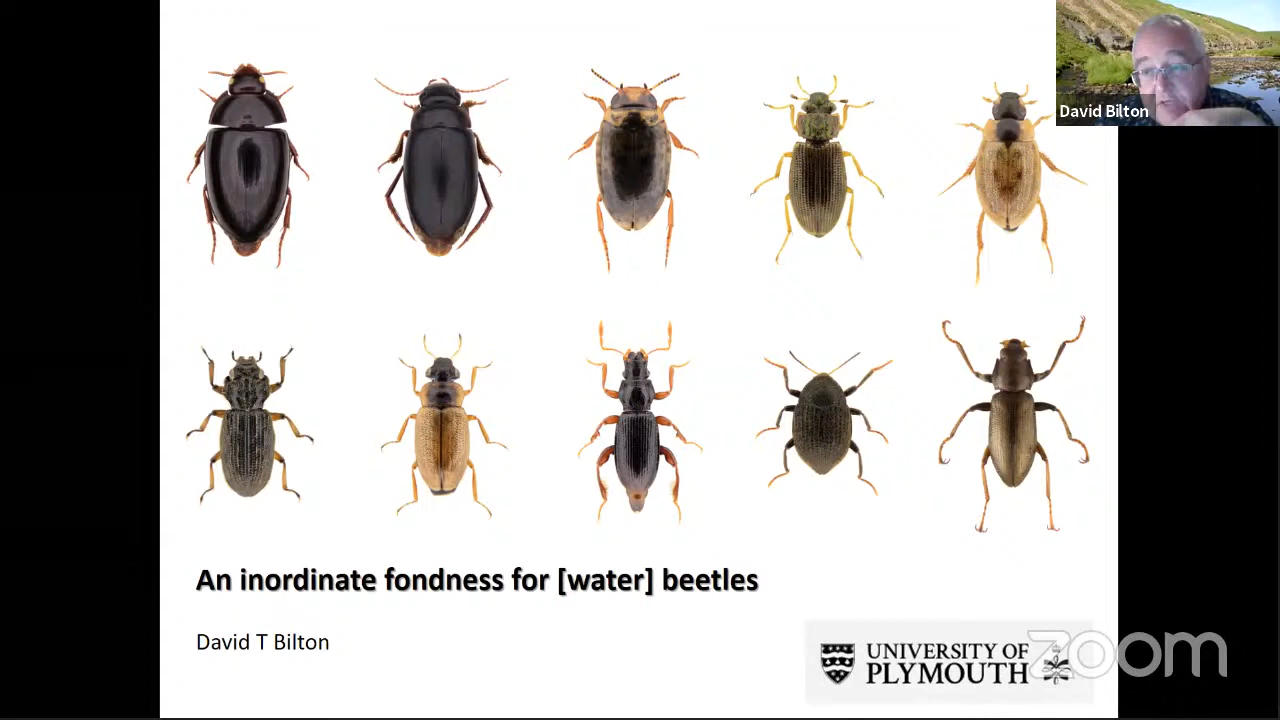 David Bilton
An inordinate fondness for [water] beetles
David T Bilton
UNIVERSITY OF
PLYMOUTH
zoom